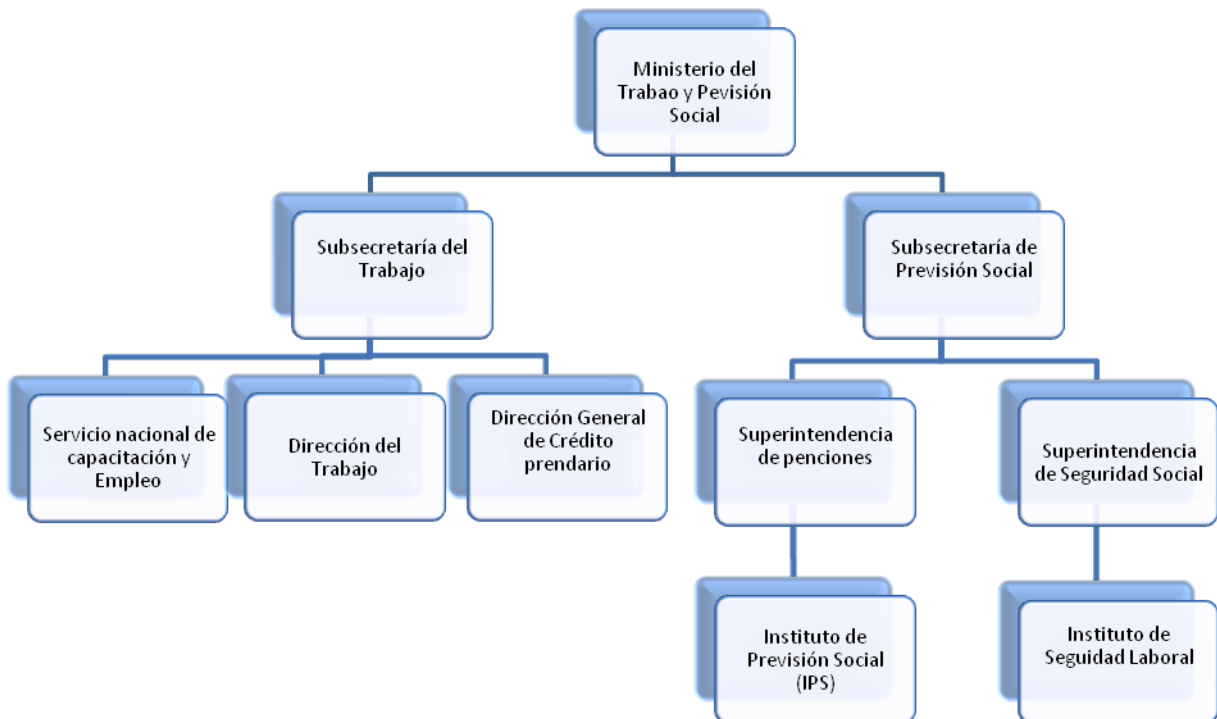 Ministerio del
Trabao y Pevisión
Social
Subsecretaría del
Trabajo
Subsecretaría de
Previsión Social
Servicio nacional de
capacitación y
Empleo
Dirección del
Trabajo
Dirección General
de Crédito
prendario
Superintendencia
de penciones
Superintendencia
de Seguridad Social
Instituto de
Previsión Social
(IPS)
Instituto de
Seguidad Laboral